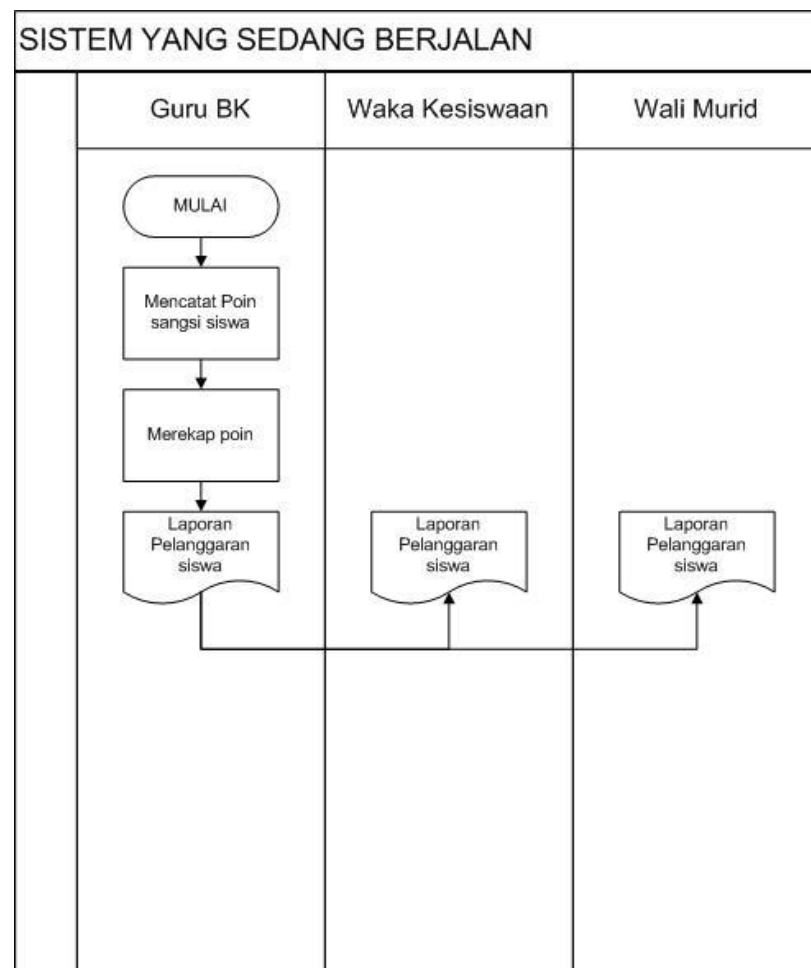 SISTEM YANG SEDANG BERJALAN
Guru BK
Waka Kesiswaan
Wali Murid
MULAI
Mencatat Poin
sangsi siswa
Merekap poin
Laporan
Pelanggaran
siswa
Laporan
Pelanggaran
siswa
Laporan
Pelanggaran
siswa